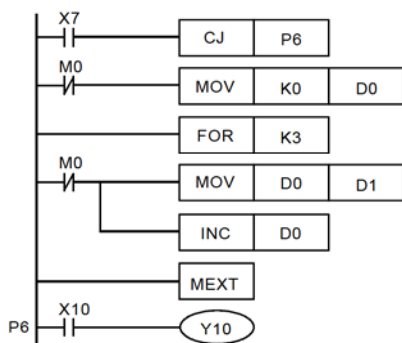 X7
CJ P6
M0
MOV K0 D0
FOR K3
M0
MOV D0 D1
INC D0
MEXT
X10
P6 Y10